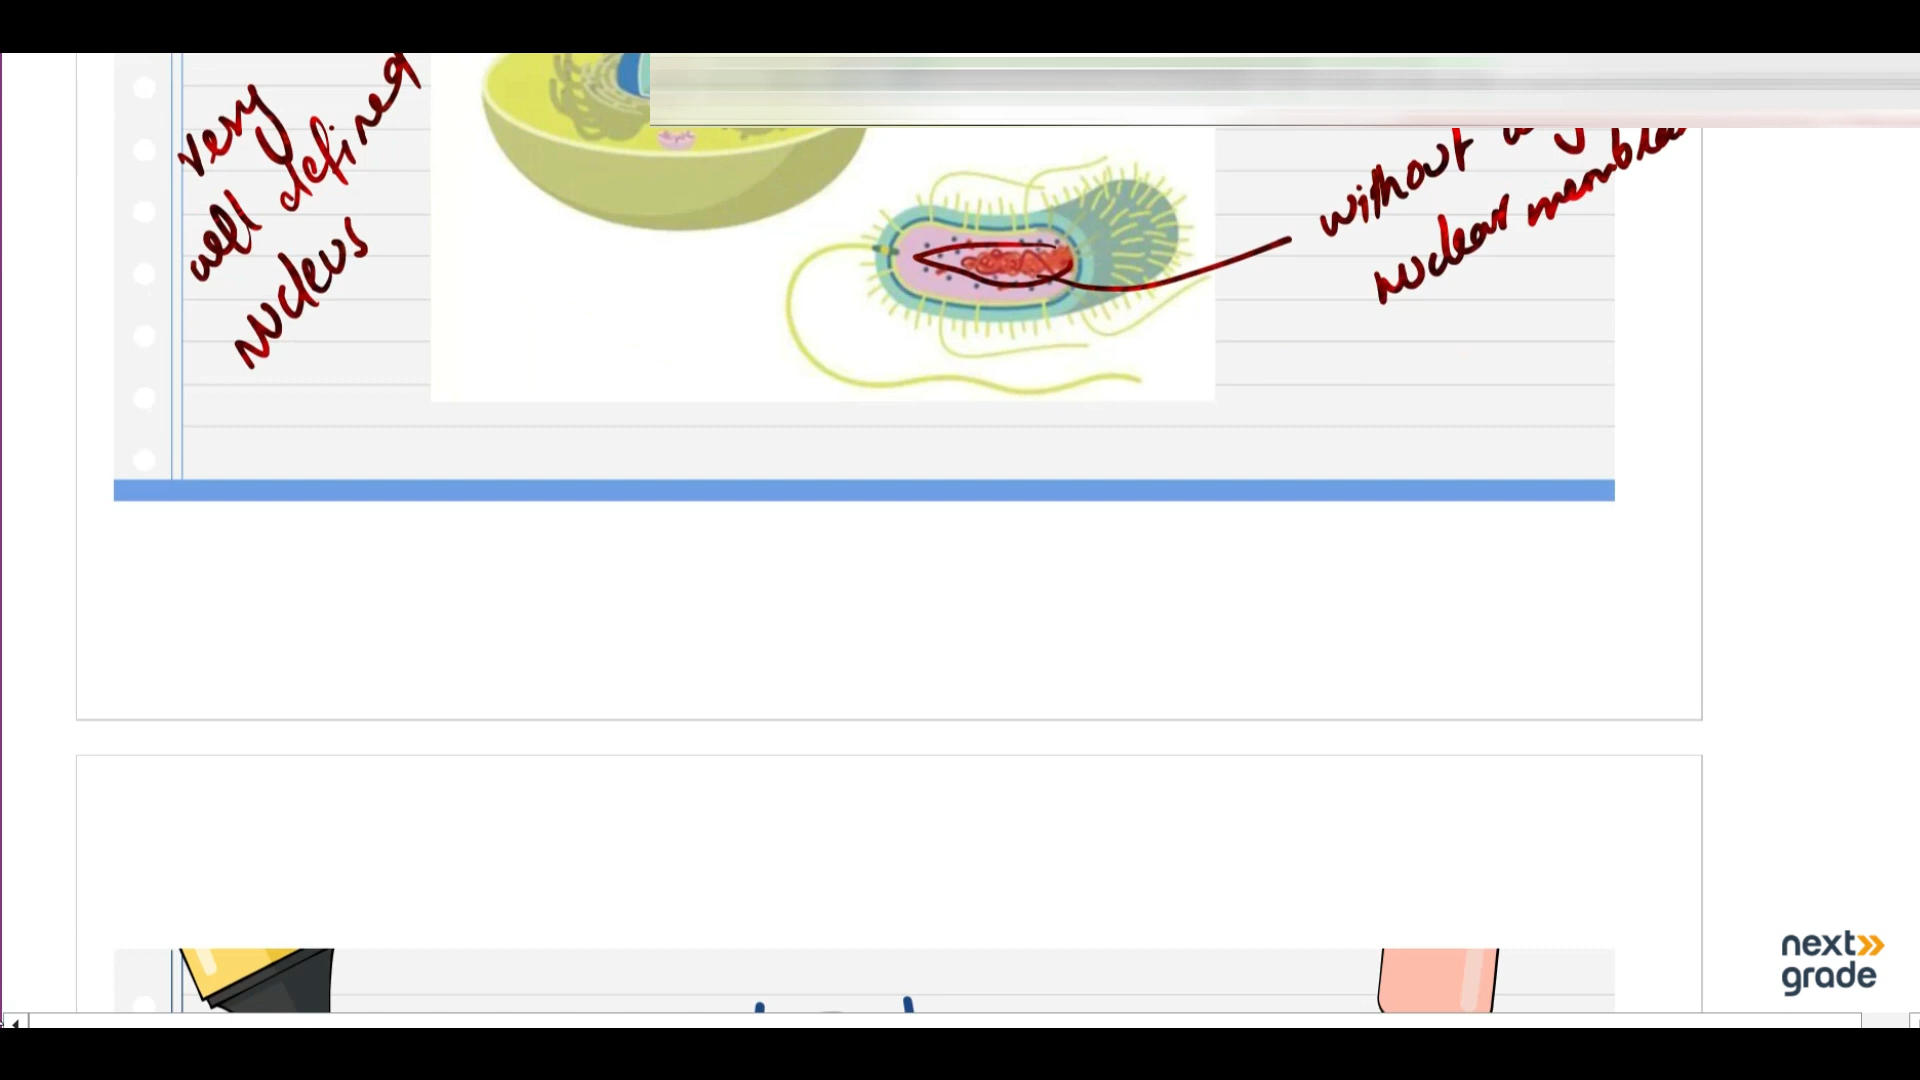 very
well defined
nucleus
without
nuclear
next
grade